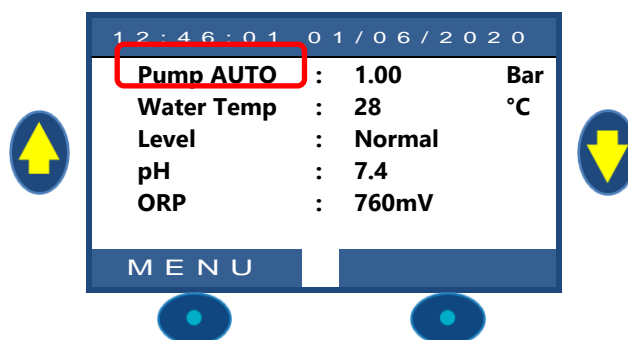 12:46:01 01/06/2020
Pump AUTO : 1.00 Bar
Water Temp : 28 °C
Level : Normal
pH : 7.4
ORP : 760mV
MENU